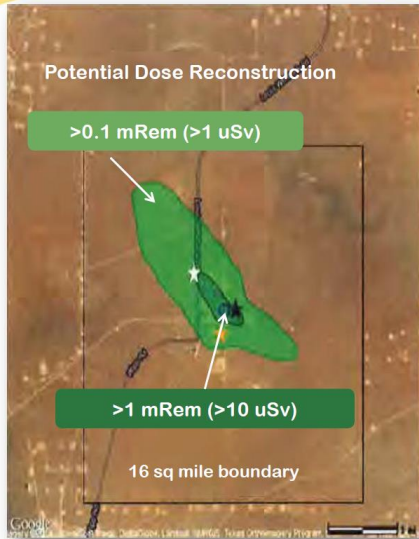 Potential Dose Reconstruction
>0.1 mRem (>1 uSv)
>1 mRem (>10 uSv)
16 sq mile boundary
Google